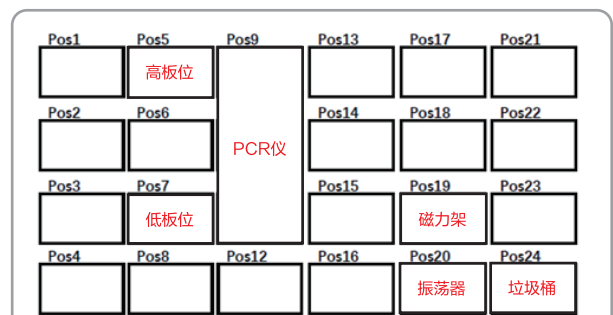 Pos1 Pos5 Pos9 Pos13 Pos17 Pos21
高板位
Pos2 Pos6 Pos14 Pos18 Pos22
PCR仪
Pos3 Pos7 Pos15 Pos19 Pos23
低板位 磁力架
Pos4 Pos8 Pos12 Pos16 Pos20 Pos24
振荡器 垃圾桶